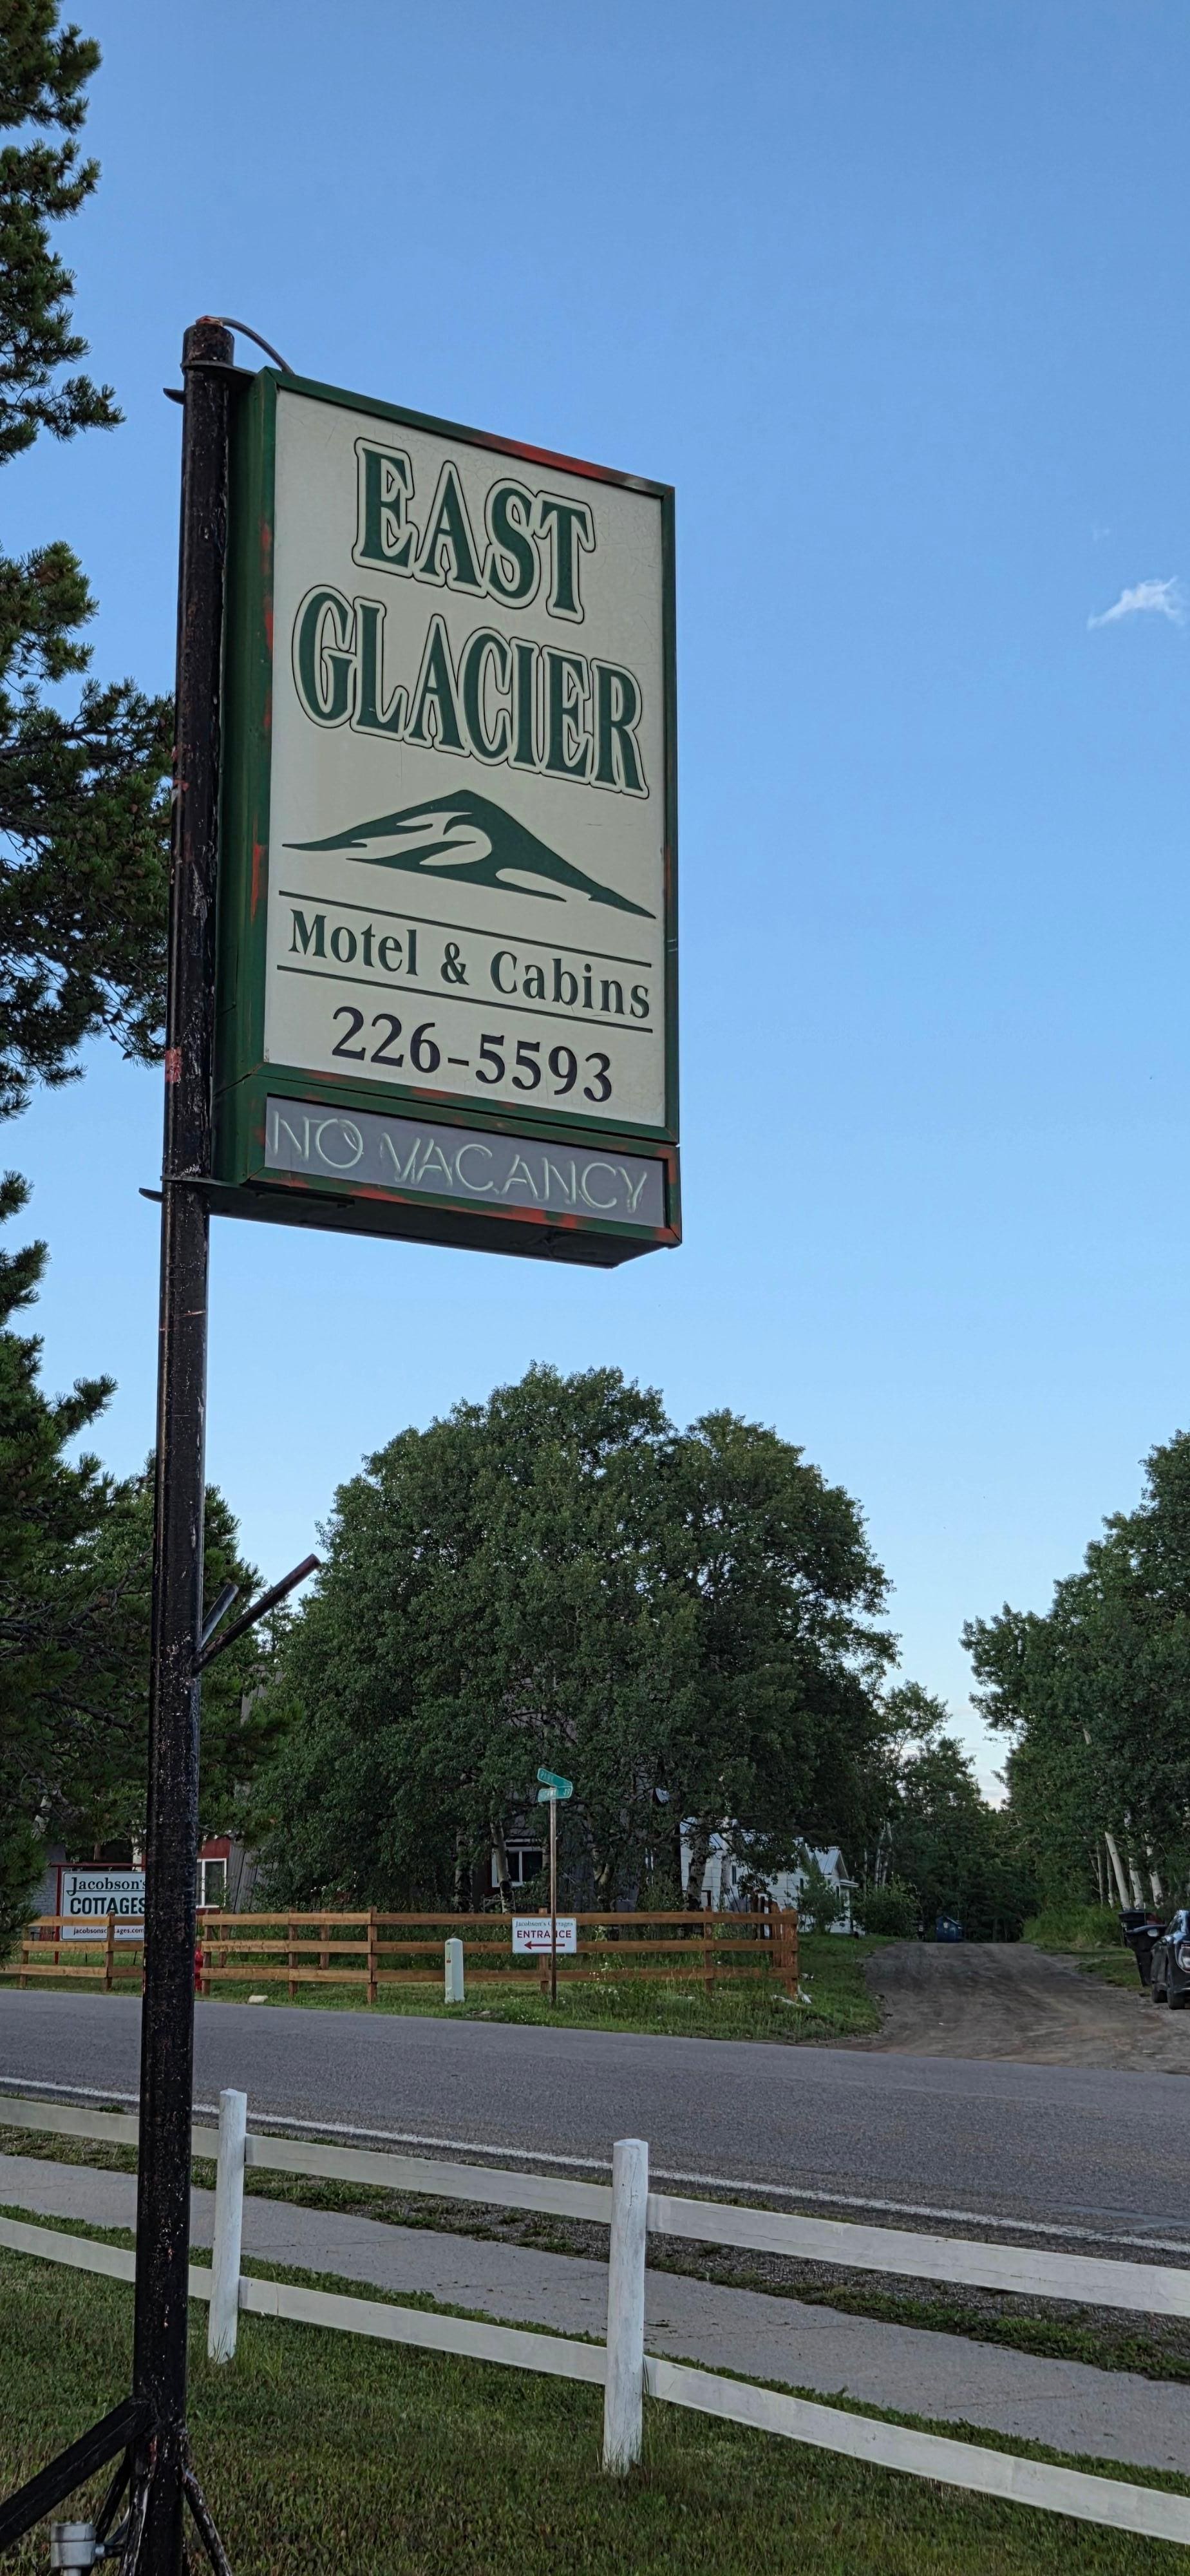 EAST
GLACIER
Motel & Cabins
226-5593
NO VACANCY
Jacobson's
COTTAGES
Jacobson's Cottages
ENTRANCE